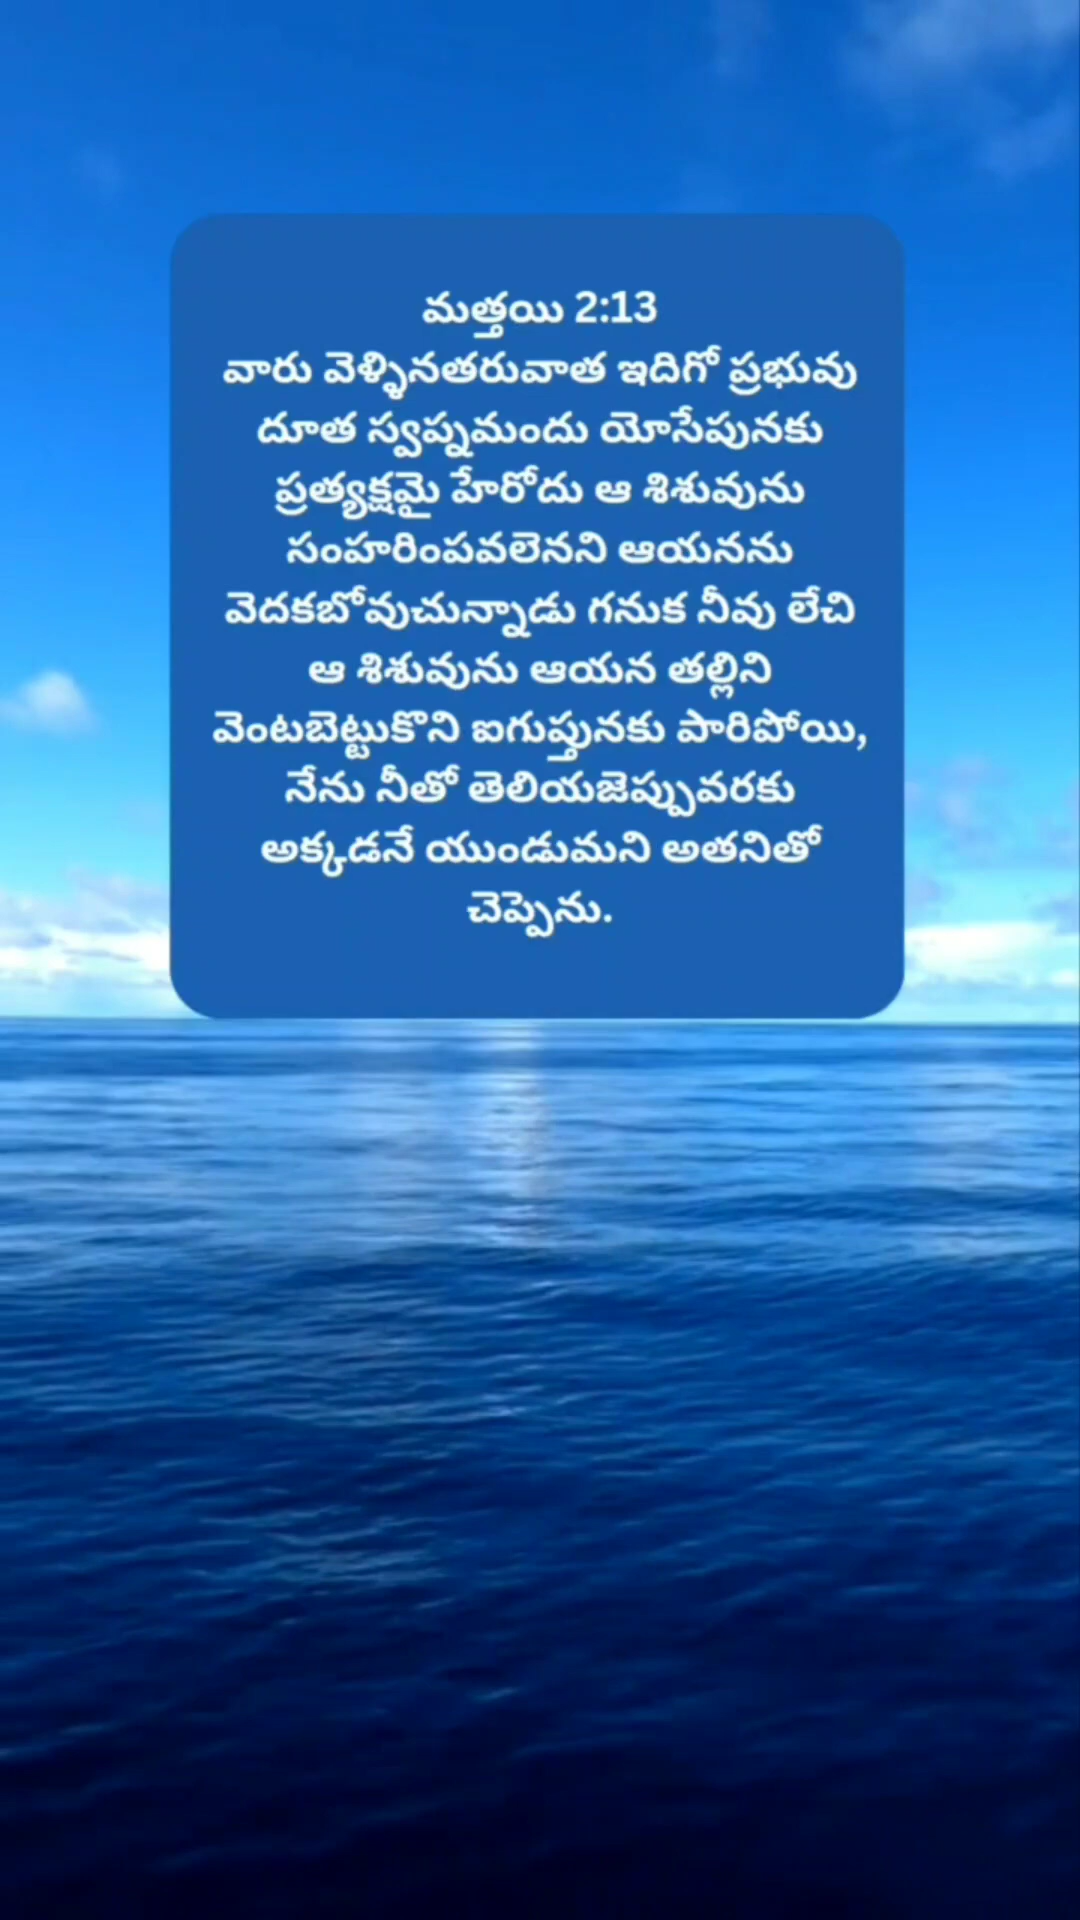 మత్తయి 2:13
వారు వెళ్ళినతరువాత ఇదిగో ప్రభువు
దూత స్వప్నమందు యోసేపునకు
ప్రత్యక్షమై హేరోదు ఆ శిశువును
సంహరింపవలెనని ఆయనను
వెదకబోవుచున్నాడు గనుక నీవు లేచి
ఆ శిశువును ఆయన తల్లిని
వెంటబెట్టుకొని ఐగుప్తునకు పారిపోయి,
నేను నీతో తెలియజెప్పువరకు
అక్కడనే యుండుమని అతనితో
చెప్పెను.